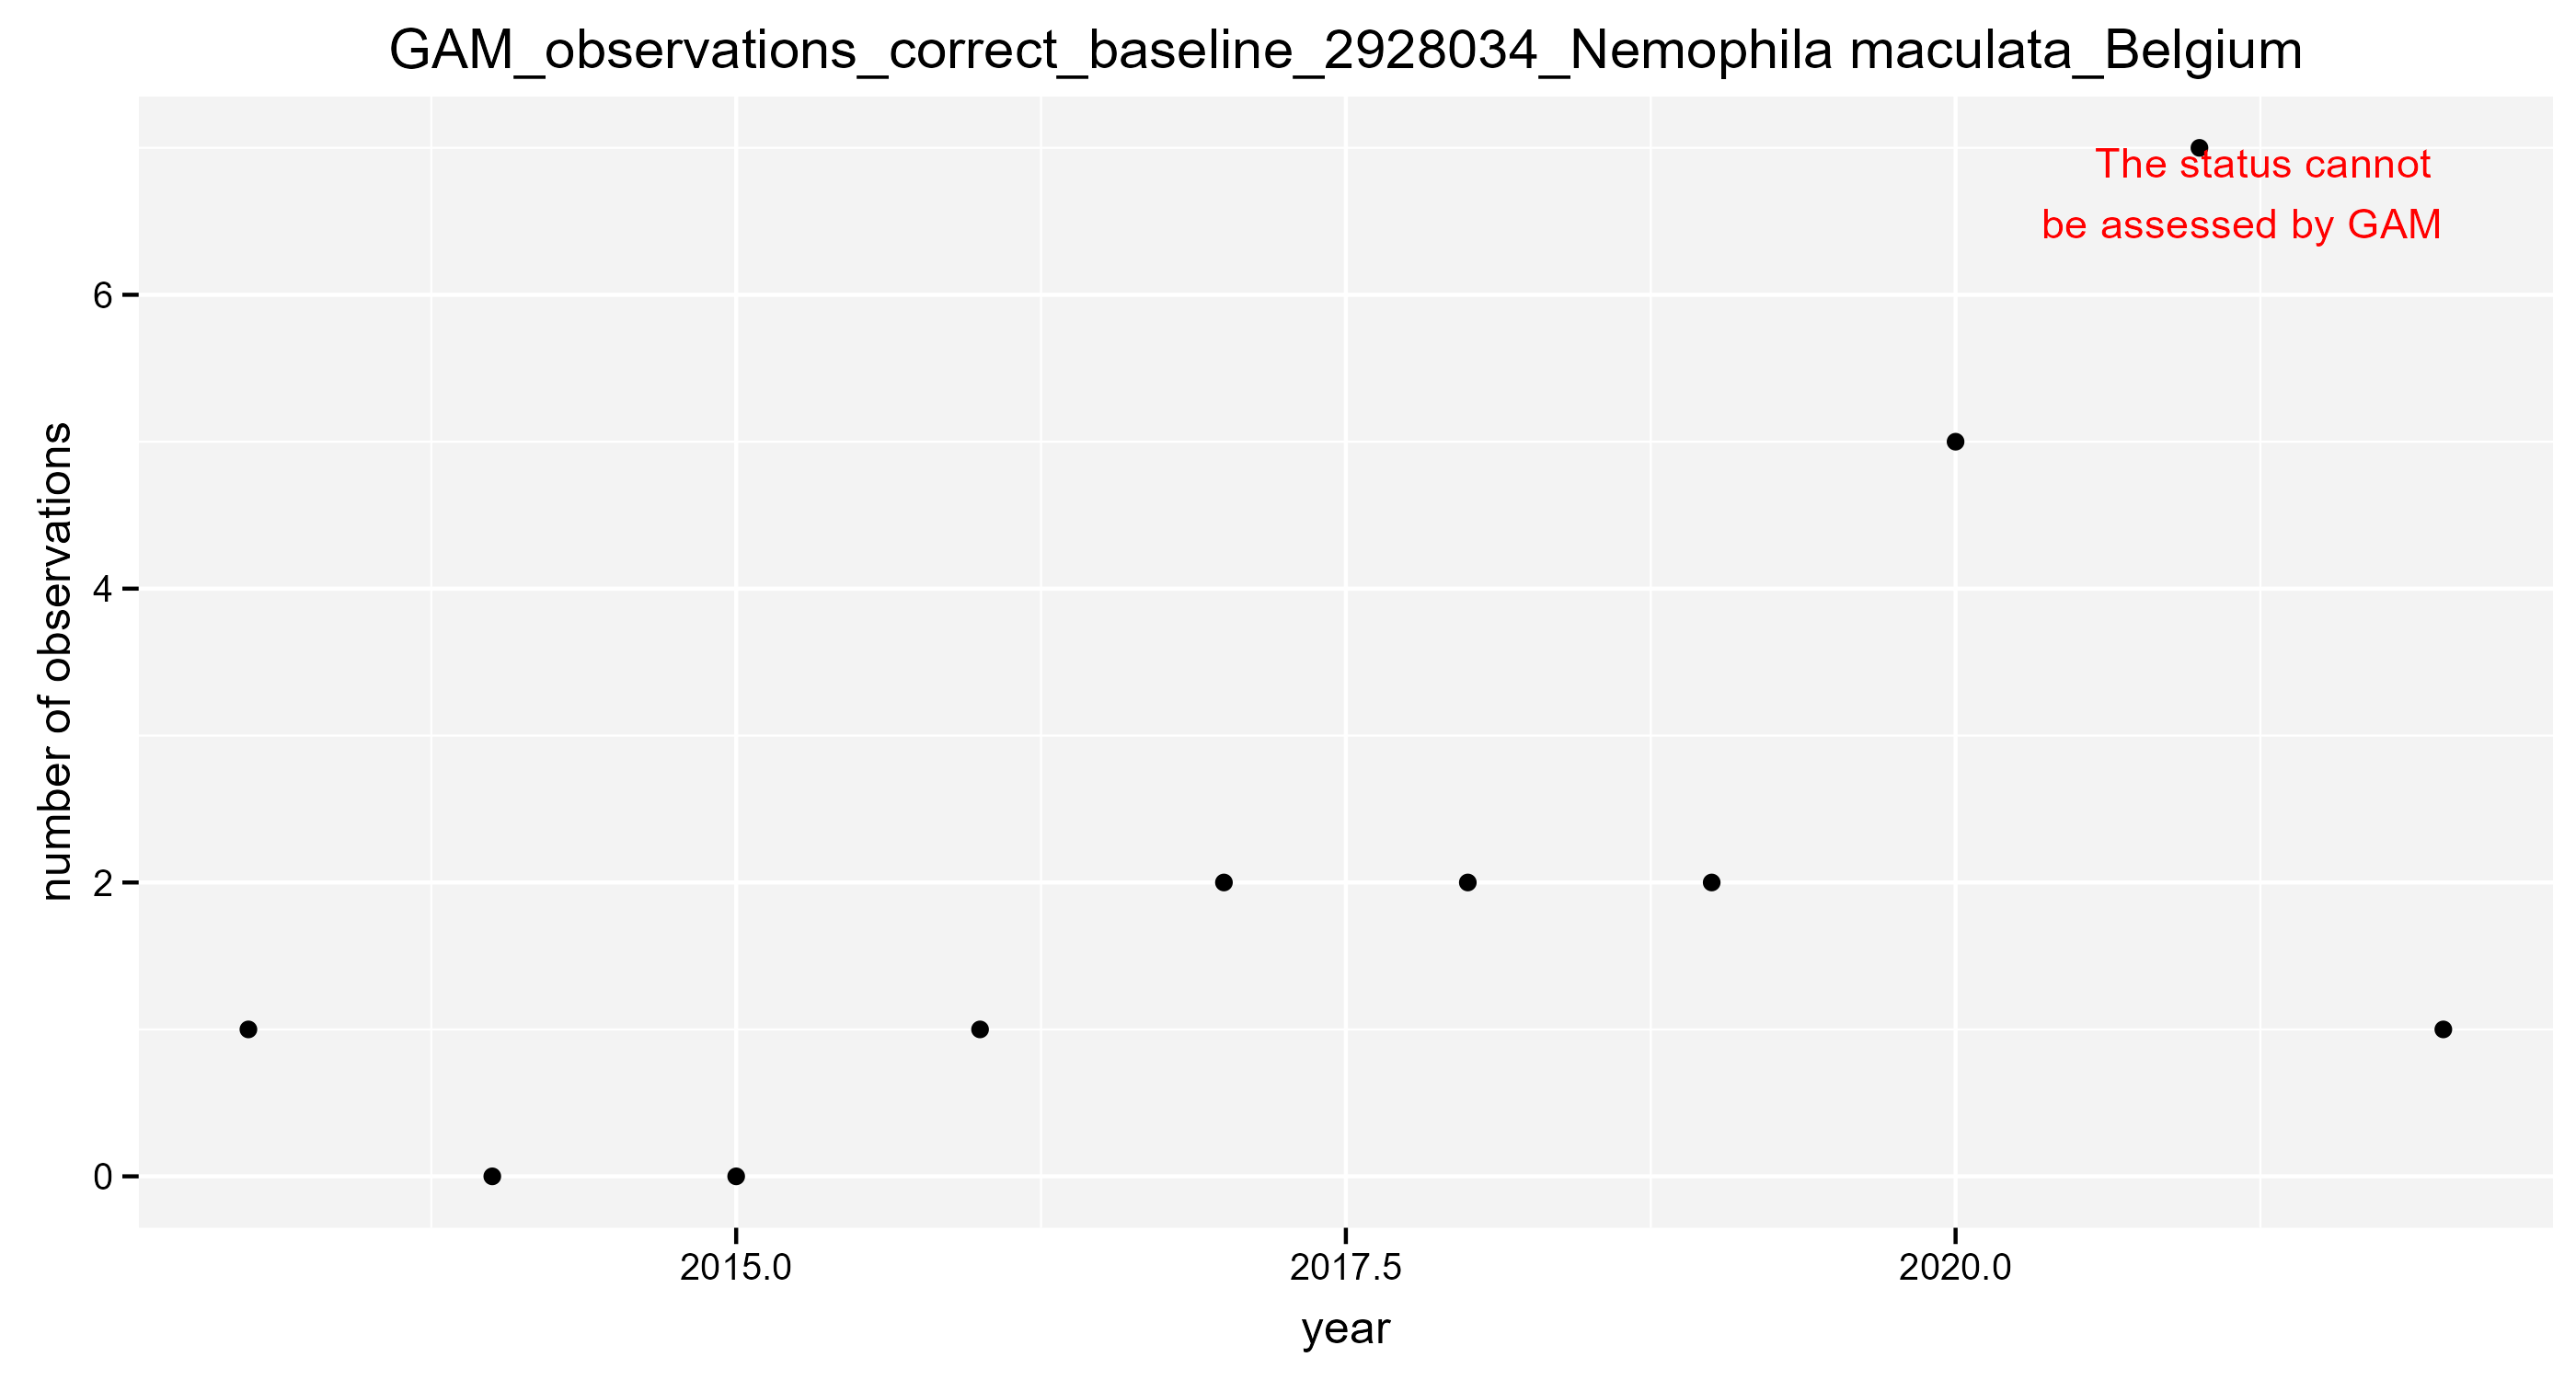 GAM_observations_correct_baseline_2928034_Nemophila maculata_Belgium
The status cannot
be assessed by GAM
number of observations
6
4
2
0
2015.0 2017.5 2020.0
year